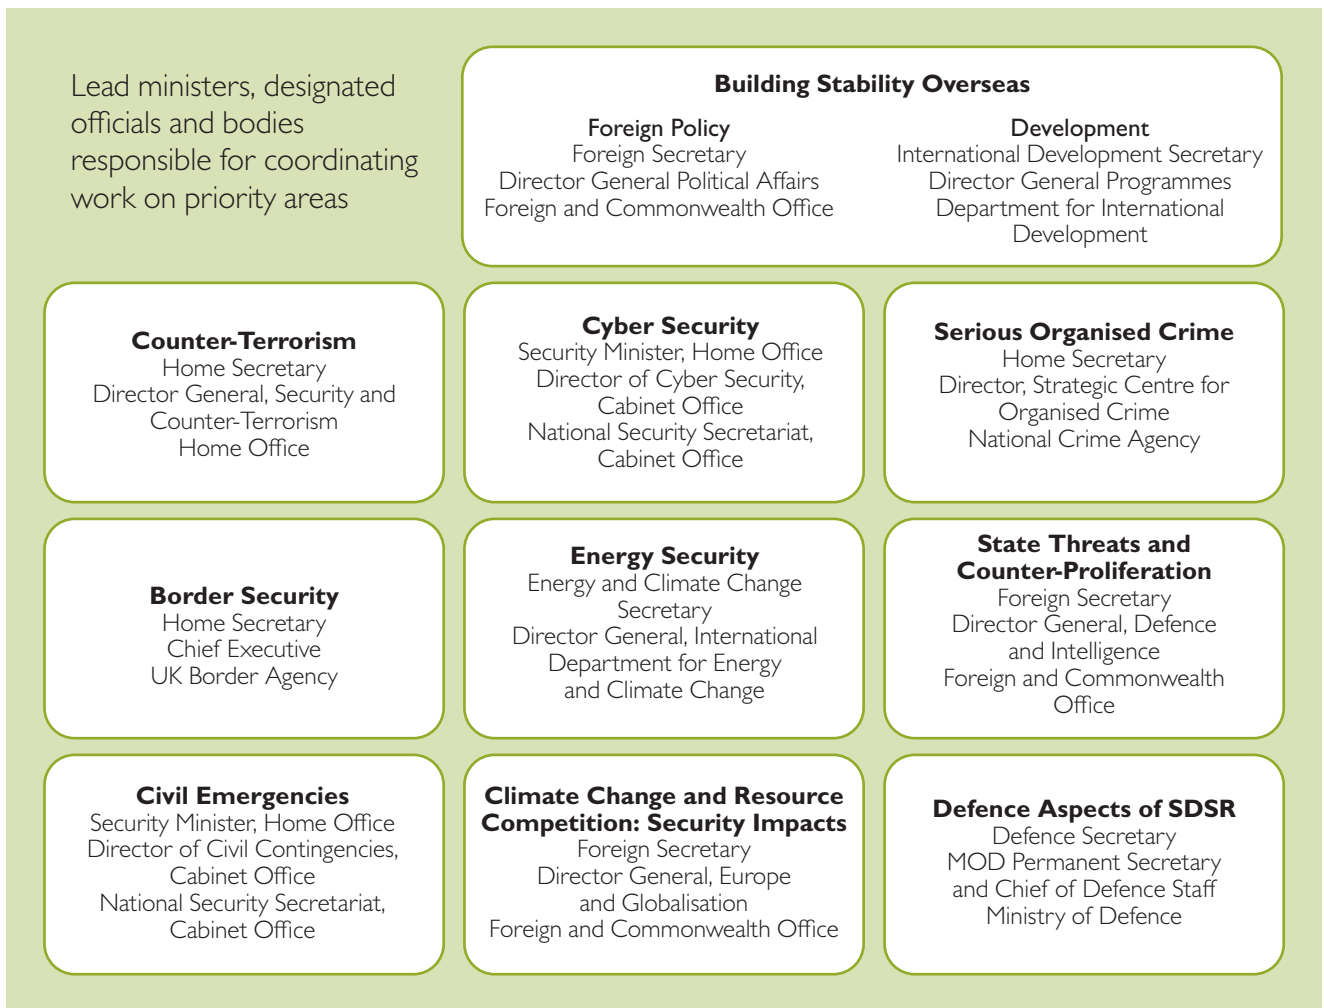 Lead ministers, designated
officials and bodies
responsible for coordinating
work on priority areas
Building Stability Overseas
Foreign Policy
Foreign Secretary
Director General Political Affairs
Foreign and Commonwealth Office
Development
International Development Secretary
Director General Programmes
Department for International
Development
Counter-Terrorism
Home Secretary
Director General, Security and
Counter-Terrorism
Home Office
Cyber Security
Security Minister, Home Office
Director of Cyber Security,
Cabinet Office
National Security Secretariat,
Cabinet Office
Serious Organised Crime
Home Secretary
Director, Strategic Centre for
Organised Crime
National Crime Agency
Border Security
Home Secretary
Chief Executive
UK Border Agency
Energy Security
Energy and Climate Change
Secretary
Director General, International
Department for Energy
and Climate Change
State Threats and
Counter-Proliferation
Foreign Secretary
Director General, Defence
and Intelligence
Foreign and Commonwealth
Office
Civil Emergencies
Security Minister, Home Office
Director of Civil Contingencies,
Cabinet Office
National Security Secretariat,
Cabinet Office
Climate Change and Resource
Competition: Security Impacts
Foreign Secretary
Director General, Europe
and Globalisation
Foreign and Commonwealth Office
Defence Aspects of SDSR
Defence Secretary
MOD Permanent Secretary
and Chief of Defence Staff
Ministry of Defence